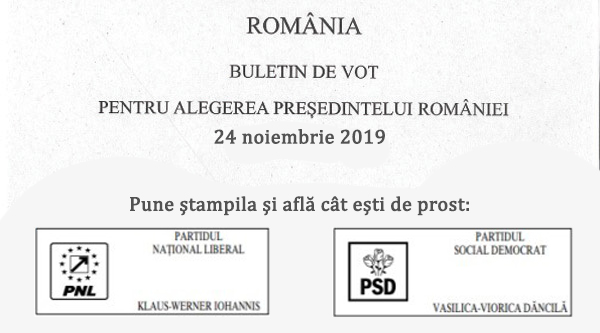 ROMÂNIA
BULETIN DE VOT
PENTRU ALEGEREA PREŞEDINTELUI ROMÂNIEI
24 noiembrie 2019
Pune ştampila şi află cât eşti de prost:
PARTIDUL
NAŢIONAL LIBERAL
PNL
KLAUS-WERNER IOHANNIS
PARTIDUL
SOCIAL DEMOCRAT
PSD
VASILICA-VIORICA DĂNCILĂ